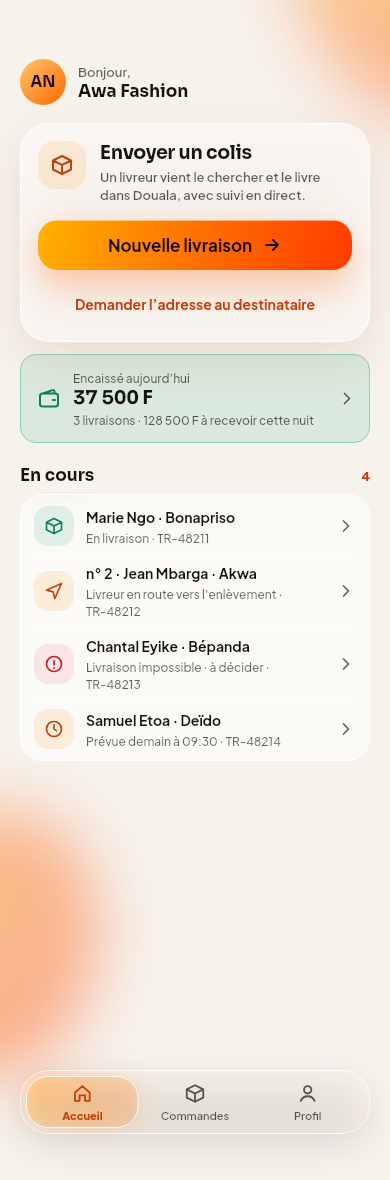 AN
Bonjour,
Awa Fashion
Envoyer un colis
Un livreur vient le chercher et le livre
dans Douala, avec suivi en direct.
Nouvelle livraison →
Demander l’adresse au destinataire
Encaissé aujourd’hui
37 500 F
3 livraisons · 128 500 F à recevoir cette nuit
En cours
4
Marie Ngo · Bonapriso
En livraison · TR-48211
n° 2 · Jean Mbarga · Akwa
Livreur en route vers l’enlèvement ·
TR-48212
Chantal Eyike · Bépanda
Livraison impossible · à décider ·
TR-48213
Samuel Etoa · Deïdo
Prévue demain à 09:30 · TR-48214
Accueil
Commandes
Profil